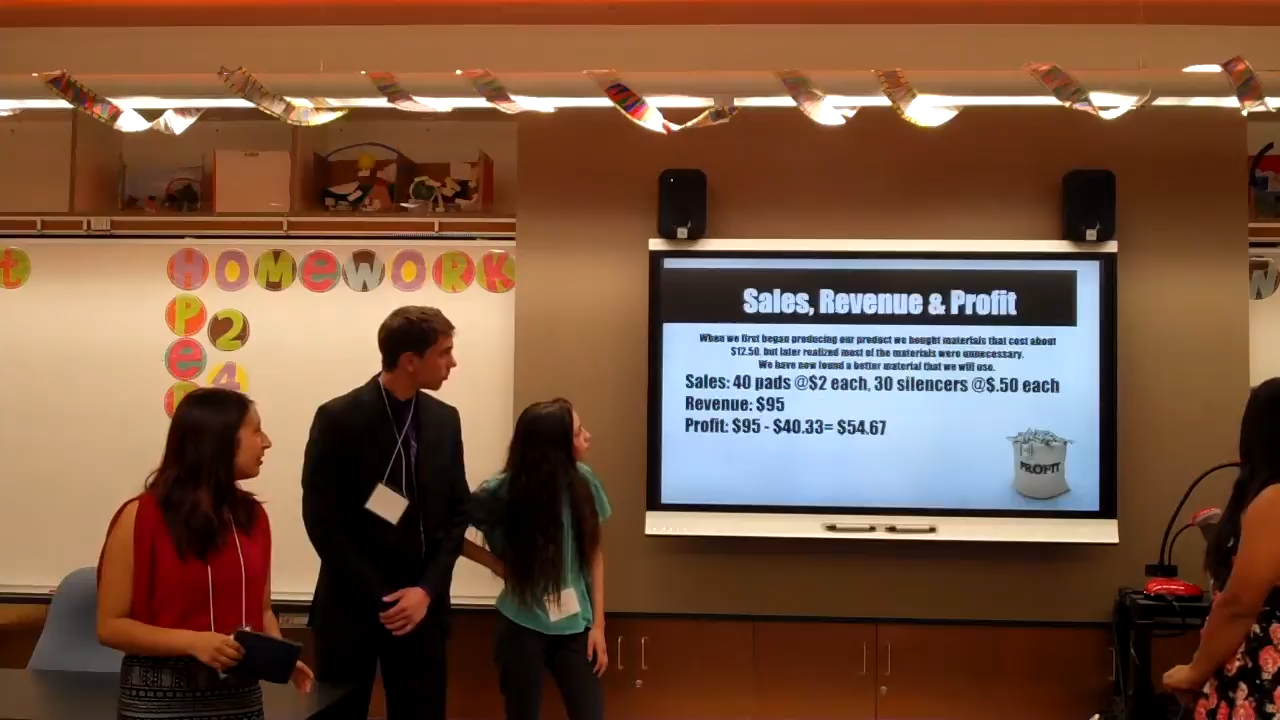 t
HOMEWORK
P 2
e 4
Sales, Revenue & Profit
When we first began producing our product we bought materials that cost about
$12.50, but later realized most of the materials were unnecessary.
We have now found a better material that we will use.
Sales: 40 pads @$2 each, 30 silencers @$.50 each
Revenue: $95
Profit: $95 - $40.33= $54.67
PROFIT
W